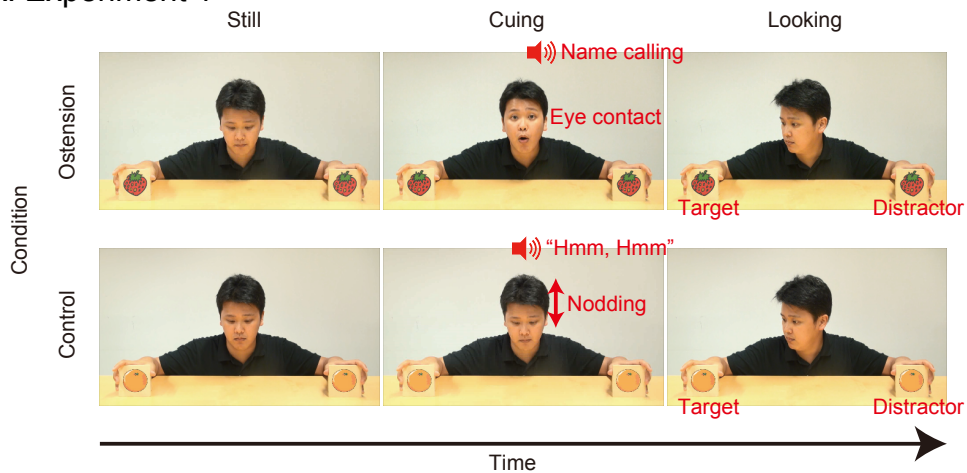 Still
Cuing
Looking
Name calling
Ostension
Eye contact
Target
Distractor
Condition
"Hmm, Hmm"
Control
Nodding
Target
Distractor
Time